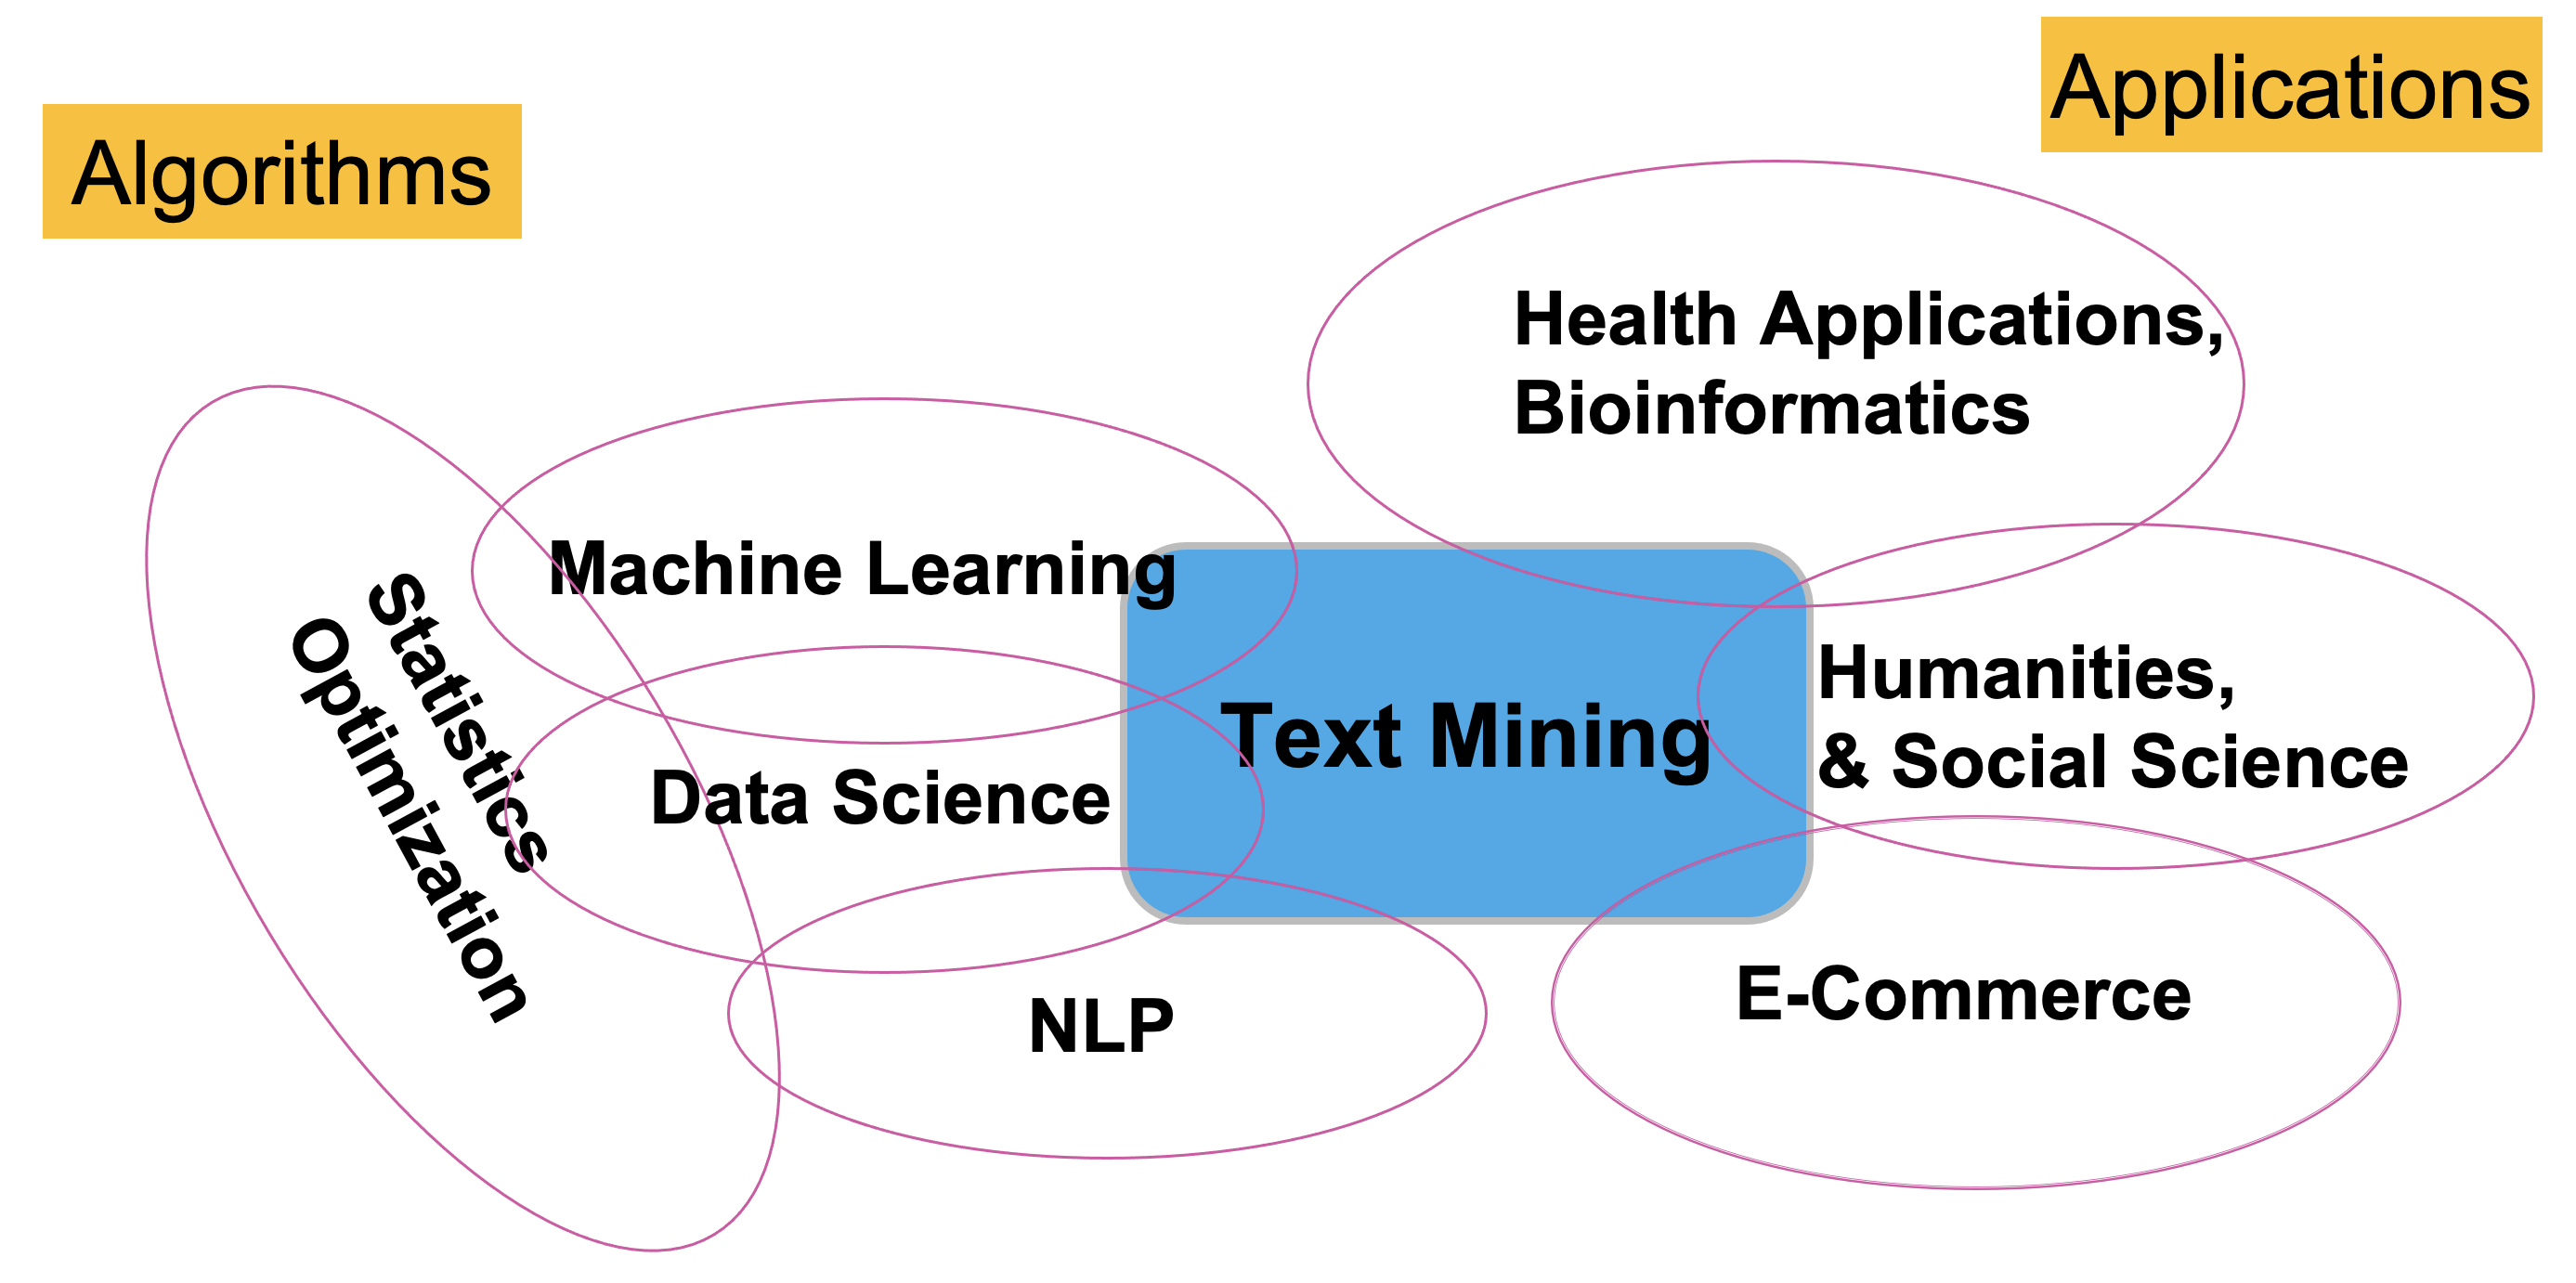 Algorithms
Applications
Health Applications,
Bioinformatics
Machine Learning
Statistics
Optimization
Text Mining
Humanities,
& Social Science
Data Science
E-Commerce
NLP